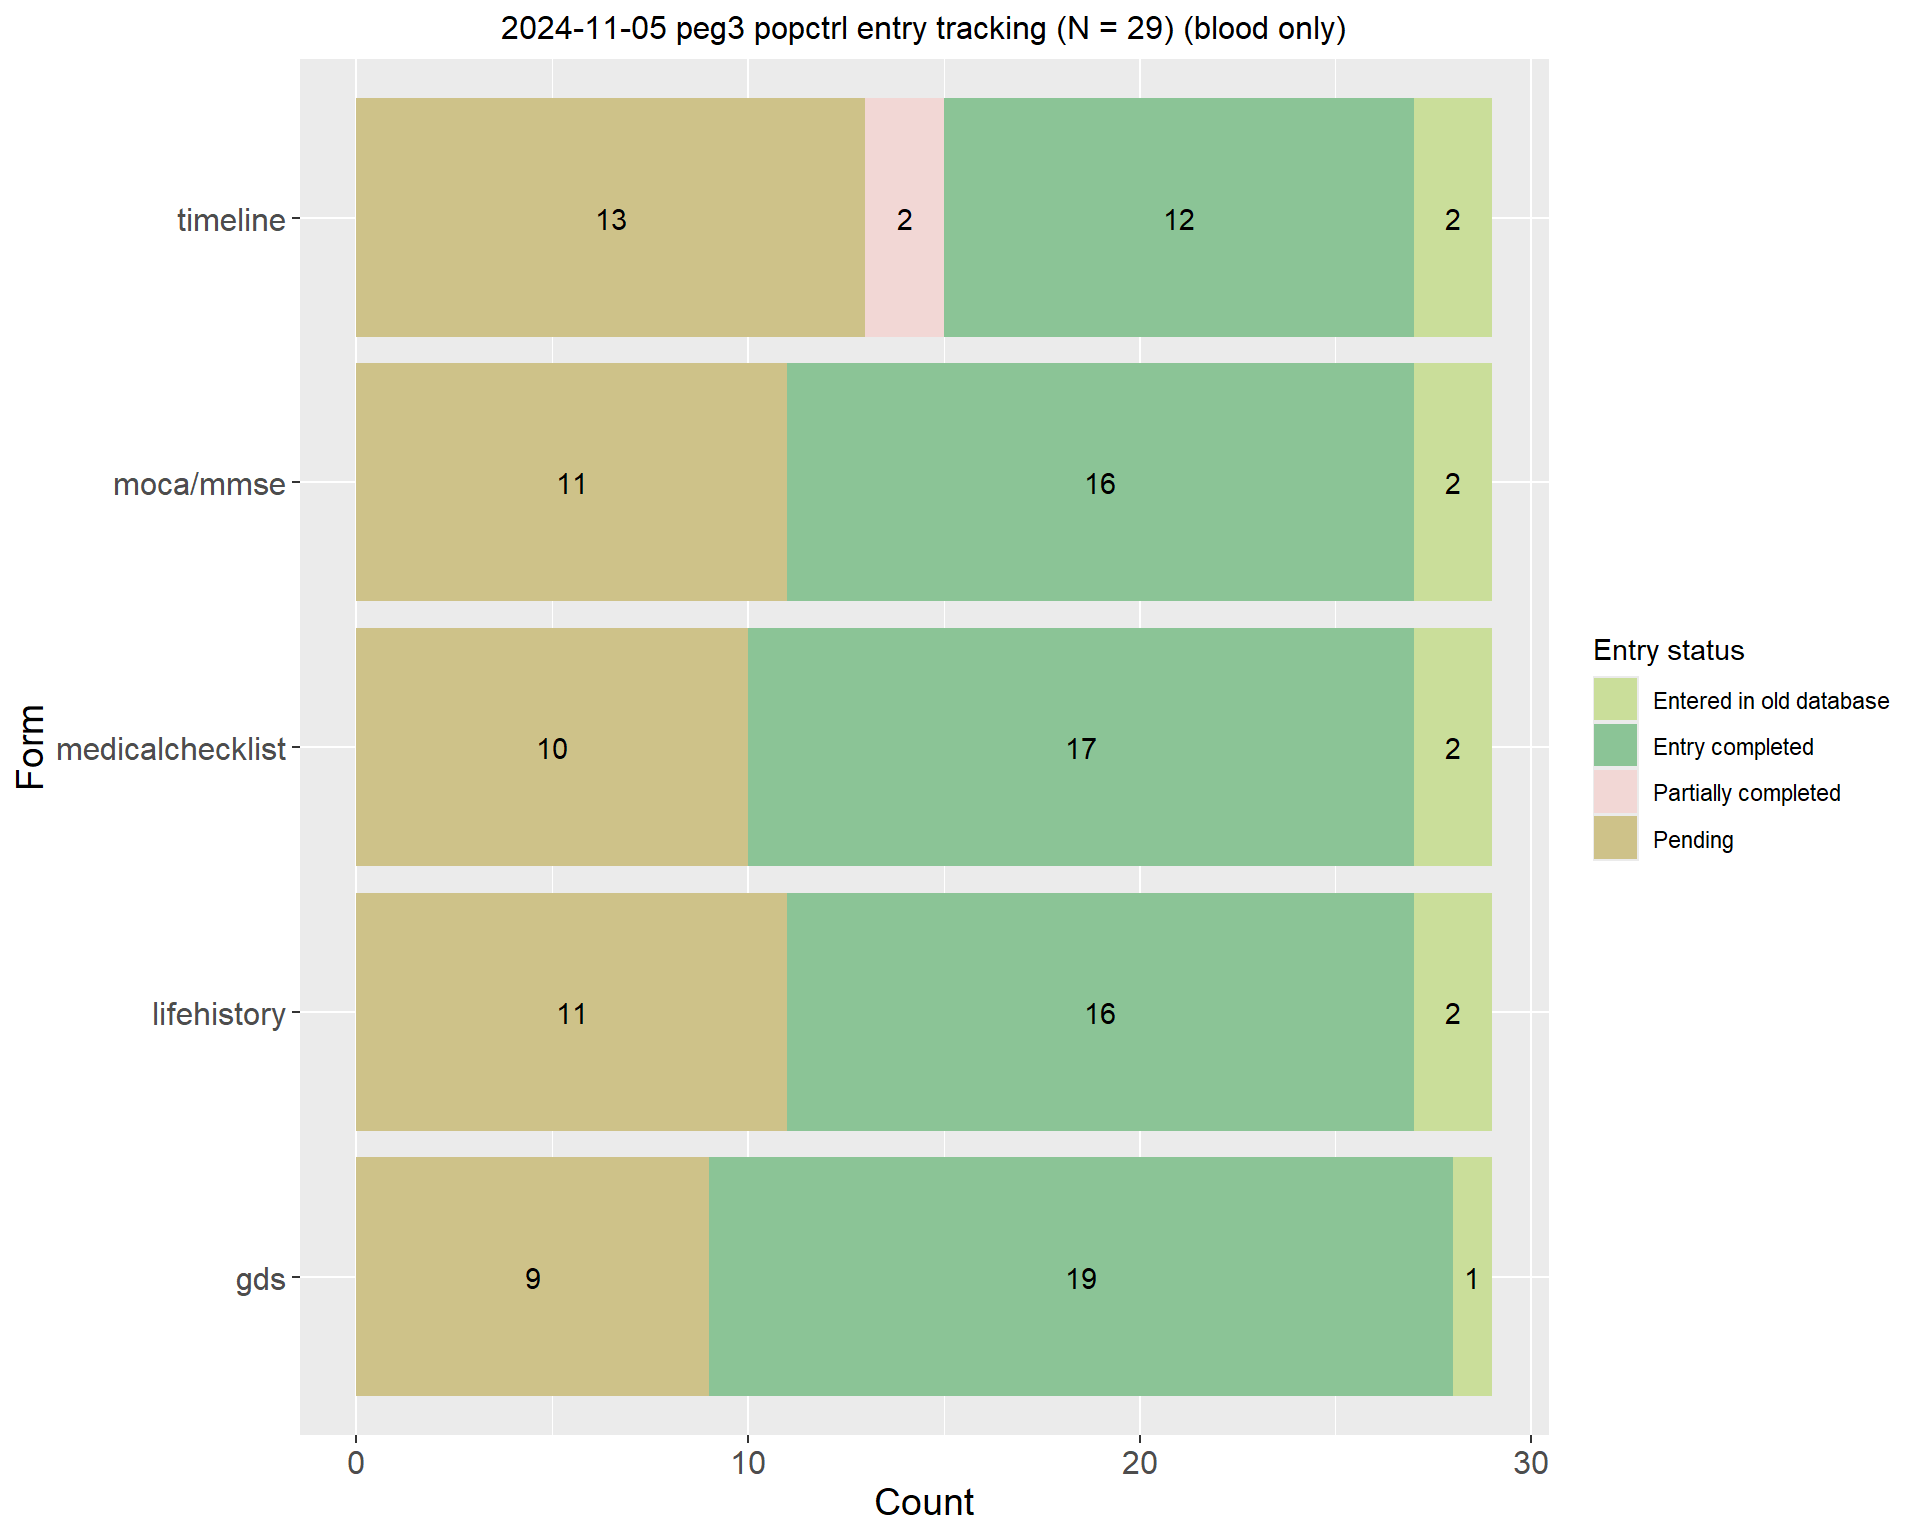 2024-11-05 peg3 popctrl entry tracking (N = 29) (blood only)
timeline
13
2
12
2
moca/mmse
11
16
2
medicalchecklist
10
17
2
lifehistory
11
16
2
gds
9
19
1
Form
0
10
20
30
Count
Entry status
Entered in old database
Entry completed
Partially completed
Pending